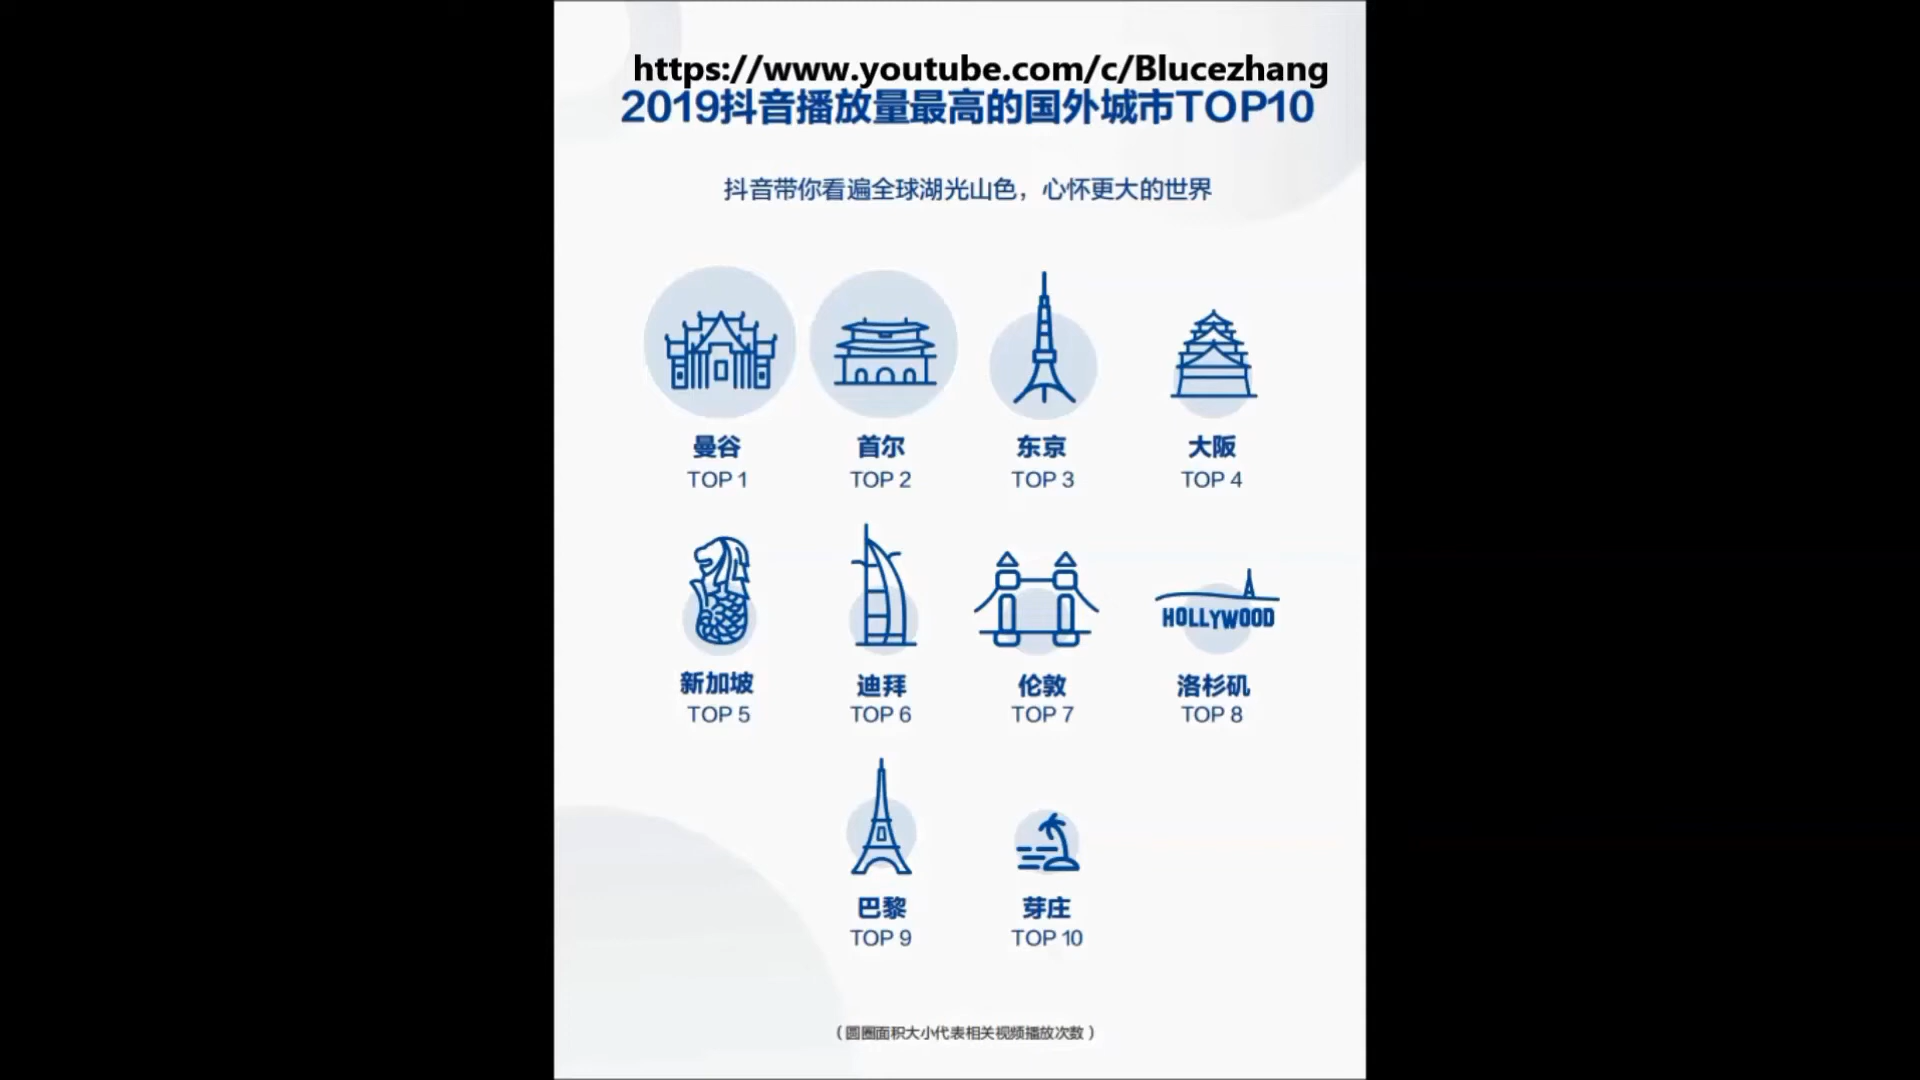 https://www.youtube.com/c/Blucezhang
2019抖音播放量最高的国外城市TOP10
抖音带你看遍全球湖光山色，心怀更大的世界
曼谷 首尔 东京 大阪
TOP 1 TOP 2 TOP 3 TOP 4
HOLLYWOOD
新加坡 迪拜 伦敦 洛杉矶
TOP 5 TOP 6 TOP 7 TOP 8
巴黎 芽庄
TOP 9 TOP 10
（圆圈面积大小代表相关视频播放次数）